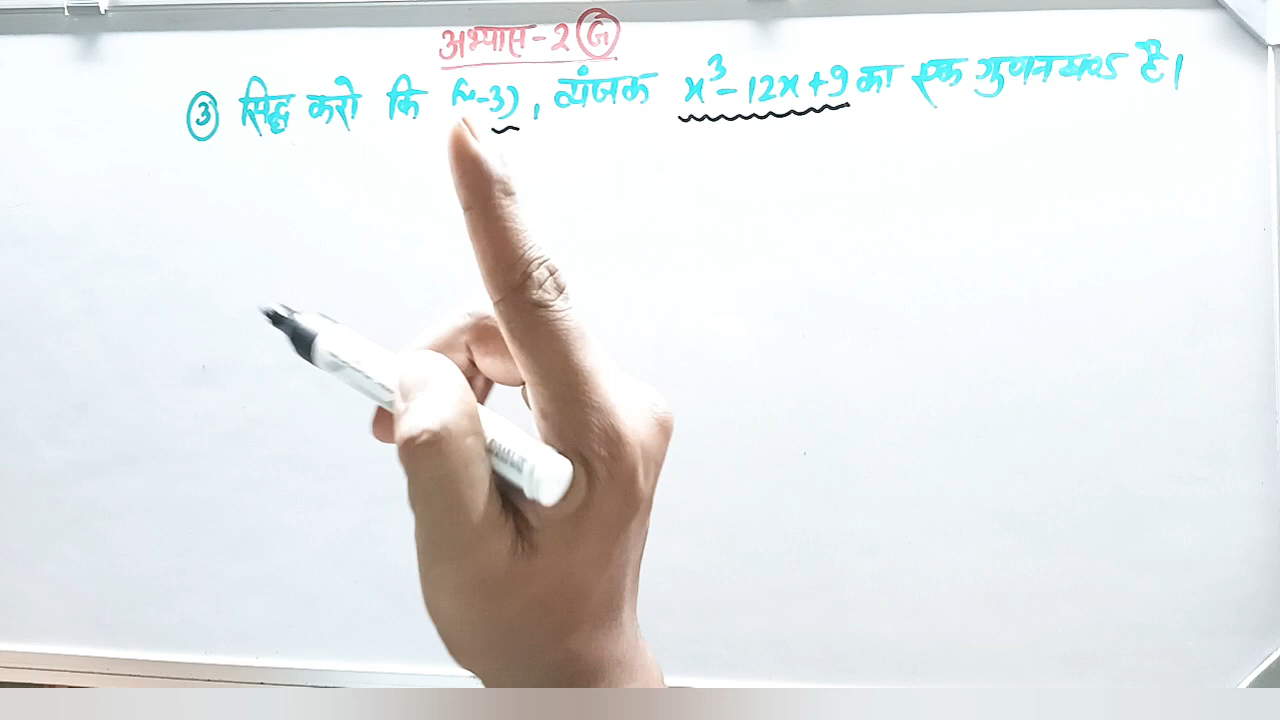 अभ्यास-2 G
③ सिद्ध करो कि -3), व्यंजक x³-12x+9 का एक गुणनखण्ड है।